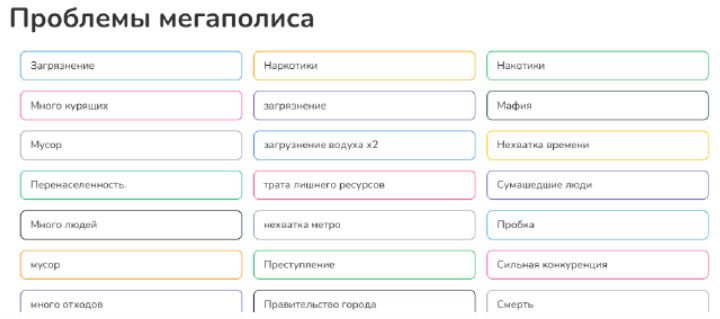 Проблемы мегаполиса
Загрязнение
Наркотики
Накотики
Много курящих
загрязнение
Мафия
Мусор
загрузнение водуха х2
Нехватка времени
Перенаселенность.
трата лишнего ресурсов
Сумашедшие люди
Много людей
нехватка метро
Пробка
мусор
Преступление
Сильная конкуренция
много отходов
Правительство города
Смерть